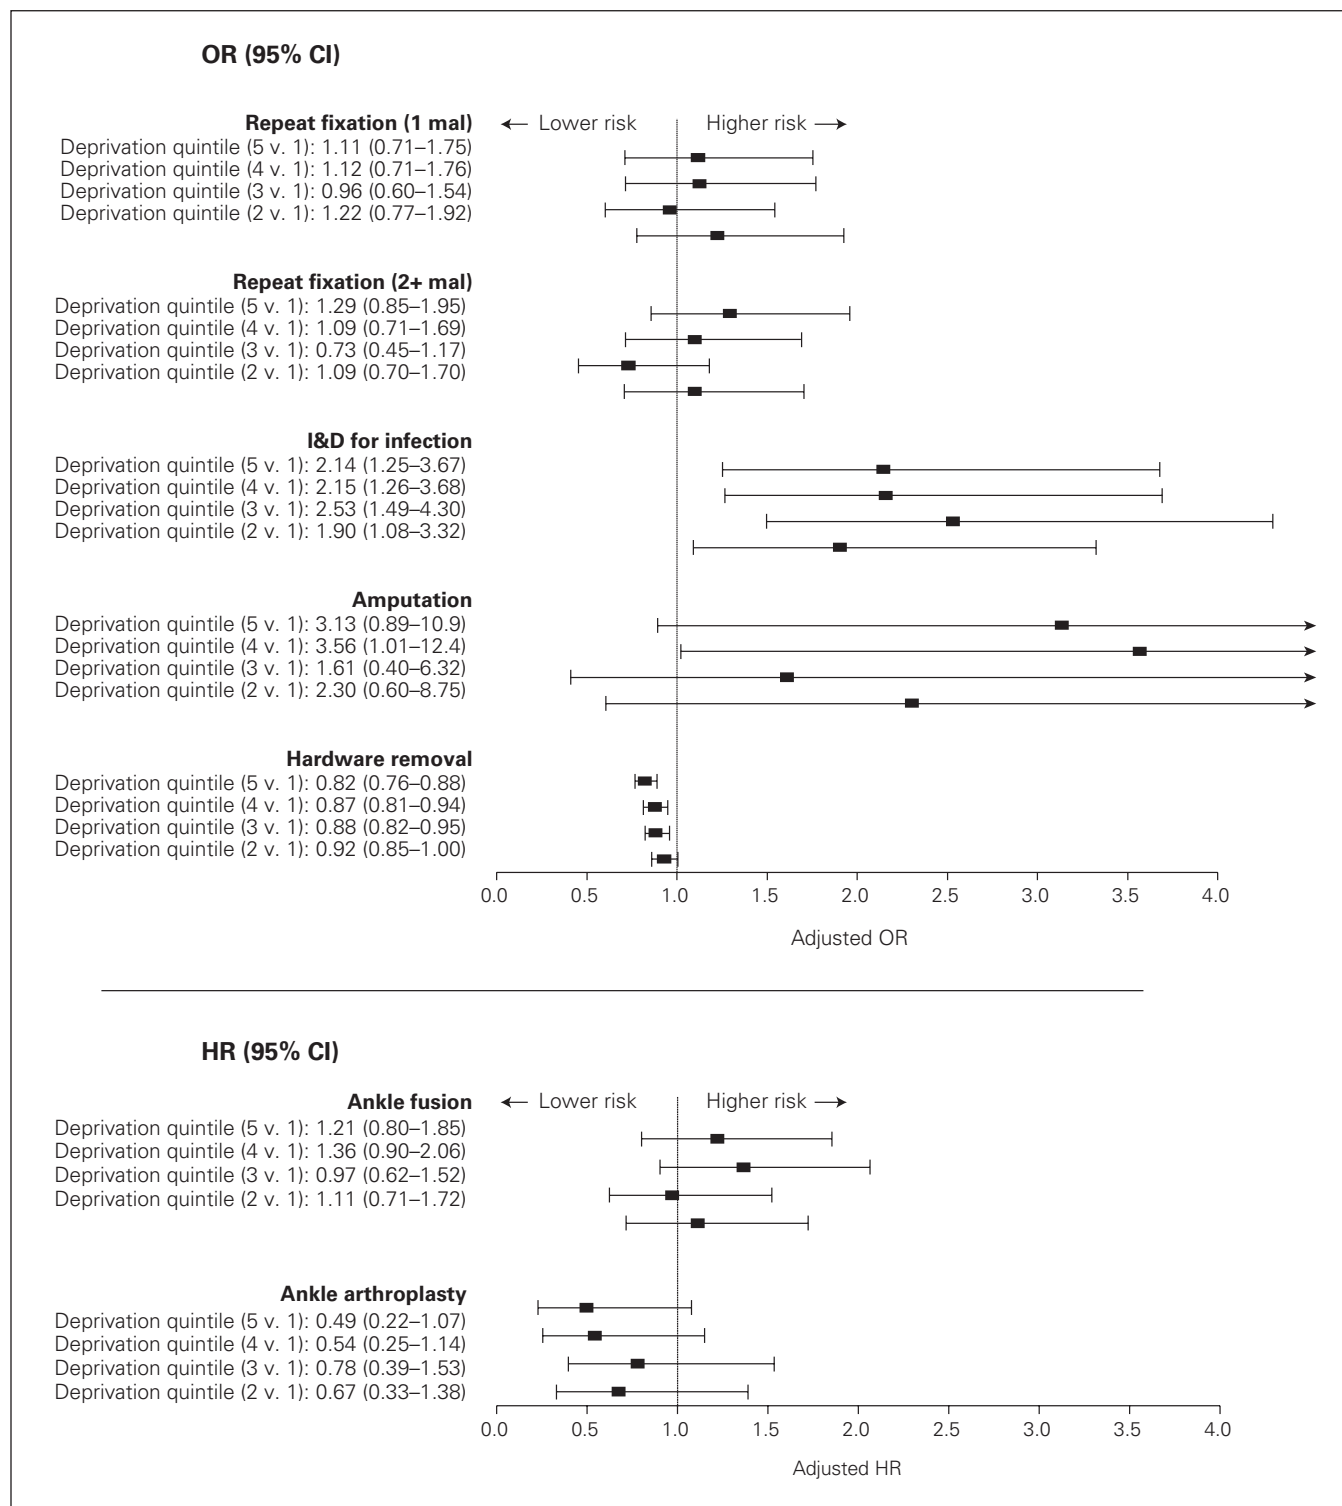 OR (95% CI)
Repeat fixation (1 mal)
← Lower risk Higher risk →
Deprivation quintile (5 v. 1): 1.11 (0.71–1.75)
Deprivation quintile (4 v. 1): 1.12 (0.71–1.76)
Deprivation quintile (3 v. 1): 0.96 (0.60–1.54)
Deprivation quintile (2 v. 1): 1.22 (0.77–1.92)
Repeat fixation (2+ mal)
Deprivation quintile (5 v. 1): 1.29 (0.85–1.95)
Deprivation quintile (4 v. 1): 1.09 (0.71–1.69)
Deprivation quintile (3 v. 1): 0.73 (0.45–1.17)
Deprivation quintile (2 v. 1): 1.09 (0.70–1.70)
I&D for infection
Deprivation quintile (5 v. 1): 2.14 (1.25–3.67)
Deprivation quintile (4 v. 1): 2.15 (1.26–3.68)
Deprivation quintile (3 v. 1): 2.53 (1.49–4.30)
Deprivation quintile (2 v. 1): 1.90 (1.08–3.32)
Amputation
Deprivation quintile (5 v. 1): 3.13 (0.89–10.9)
Deprivation quintile (4 v. 1): 3.56 (1.01–12.4)
Deprivation quintile (3 v. 1): 1.61 (0.40–6.32)
Deprivation quintile (2 v. 1): 2.30 (0.60–8.75)
Hardware removal
Deprivation quintile (5 v. 1): 0.82 (0.76–0.88)
Deprivation quintile (4 v. 1): 0.87 (0.81–0.94)
Deprivation quintile (3 v. 1): 0.88 (0.82–0.95)
Deprivation quintile (2 v. 1): 0.92 (0.85–1.00)
0.0 0.5 1.0 1.5 2.0 2.5 3.0 3.5 4.0
Adjusted OR
HR (95% CI)
Ankle fusion
← Lower risk Higher risk →
Deprivation quintile (5 v. 1): 1.21 (0.80–1.85)
Deprivation quintile (4 v. 1): 1.36 (0.90–2.06)
Deprivation quintile (3 v. 1): 0.97 (0.62–1.52)
Deprivation quintile (2 v. 1): 1.11 (0.71–1.72)
Ankle arthroplasty
Deprivation quintile (5 v. 1): 0.49 (0.22–1.07)
Deprivation quintile (4 v. 1): 0.54 (0.25–1.14)
Deprivation quintile (3 v. 1): 0.78 (0.39–1.53)
Deprivation quintile (2 v. 1): 0.67 (0.33–1.38)
0.0 0.5 1.0 1.5 2.0 2.5 3.0 3.5 4.0
Adjusted HR